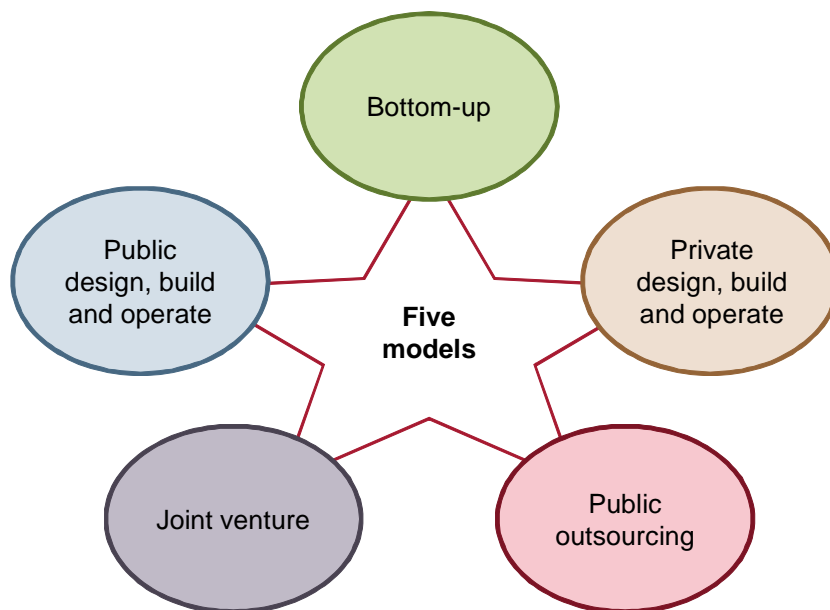 Bottom-up
Public
design, build
and operate
Private
design, build
and operate
Five
models
Joint venture
Public
outsourcing